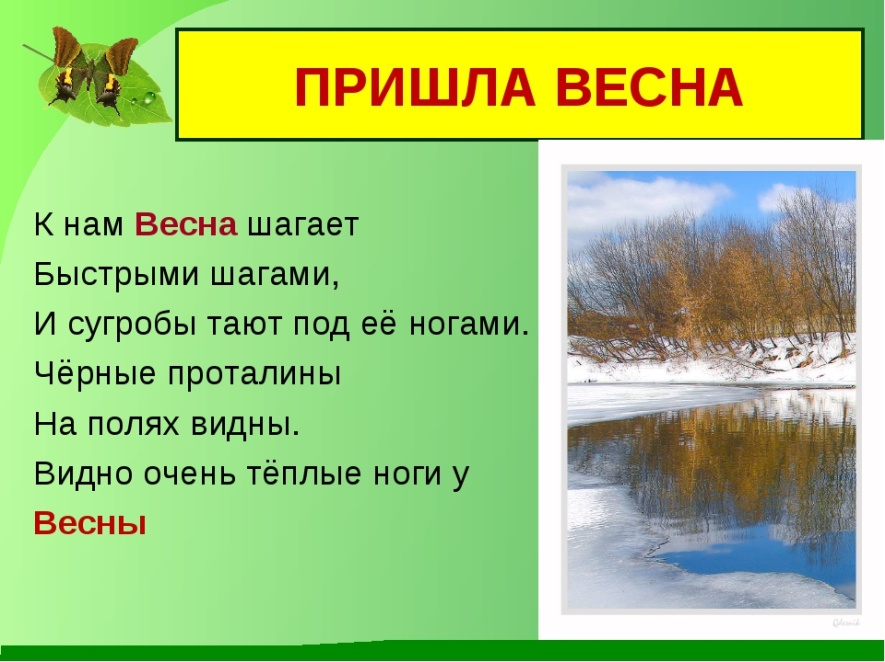 ПРИШЛА ВЕСНА
К нам Весна шагает
Быстрыми шагами,
И сугробы тают под её ногами.
Чёрные проталины
На полях видны.
Видно очень тёплые ноги у
Весны